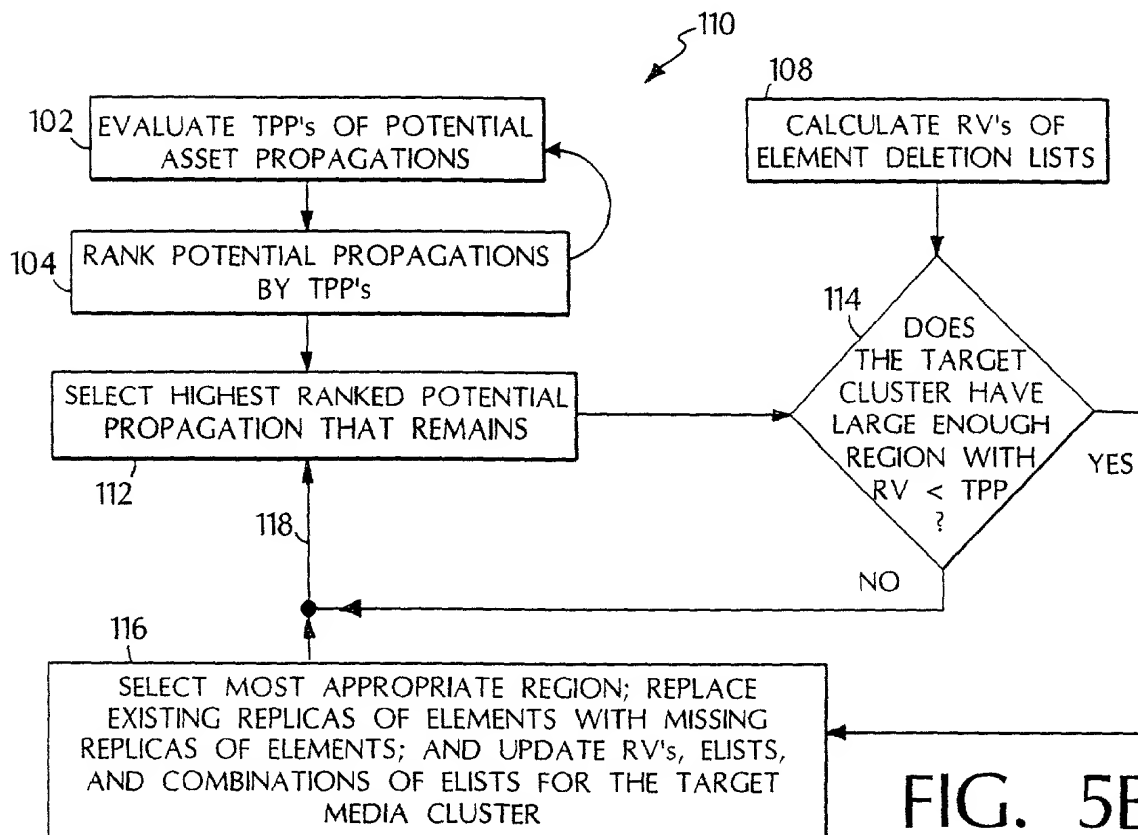 110
102
EVALUATE TPP's OF POTENTIAL
ASSET PROPAGATIONS
104
RANK POTENTIAL PROPAGATIONS
BY TPP's
SELECT HIGHEST RANKED POTENTIAL
PROPAGATION THAT REMAINS
112
108
CALCULATE RV's OF
ELEMENT DELETION LISTS
114
DOES
THE TARGET
CLUSTER HAVE
LARGE ENOUGH
REGION WITH
RV < TPP
?
YES
NO
118
116
SELECT MOST APPROPRIATE REGION; REPLACE
EXISTING REPLICAS OF ELEMENTS WITH MISSING
REPLICAS OF ELEMENTS; AND UPDATE RV's, ELISTS,
AND COMBINATIONS OF ELISTS FOR THE TARGET
MEDIA CLUSTER
FIG. 5B